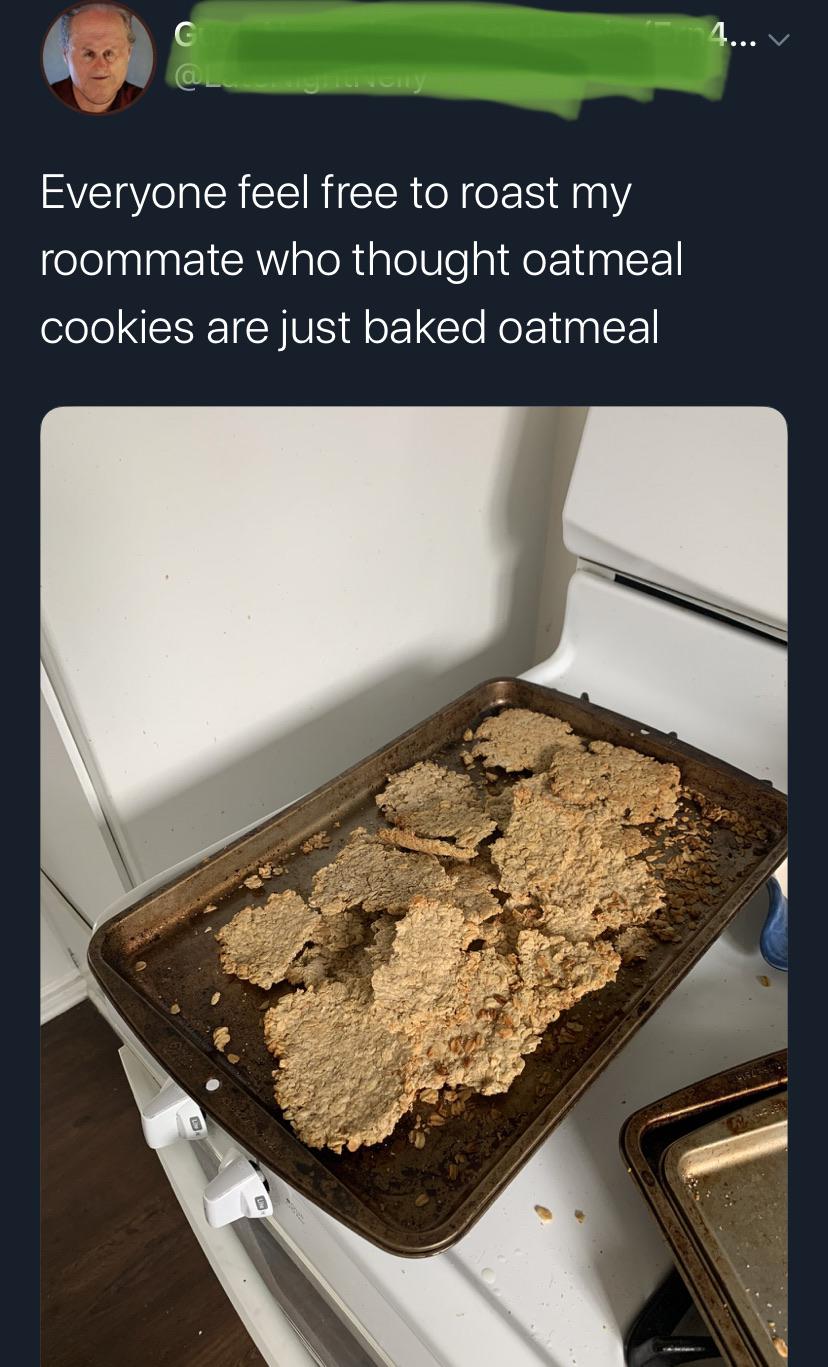 Everyone feel free to roast my
roommate who thought oatmeal
cookies are just baked oatmeal